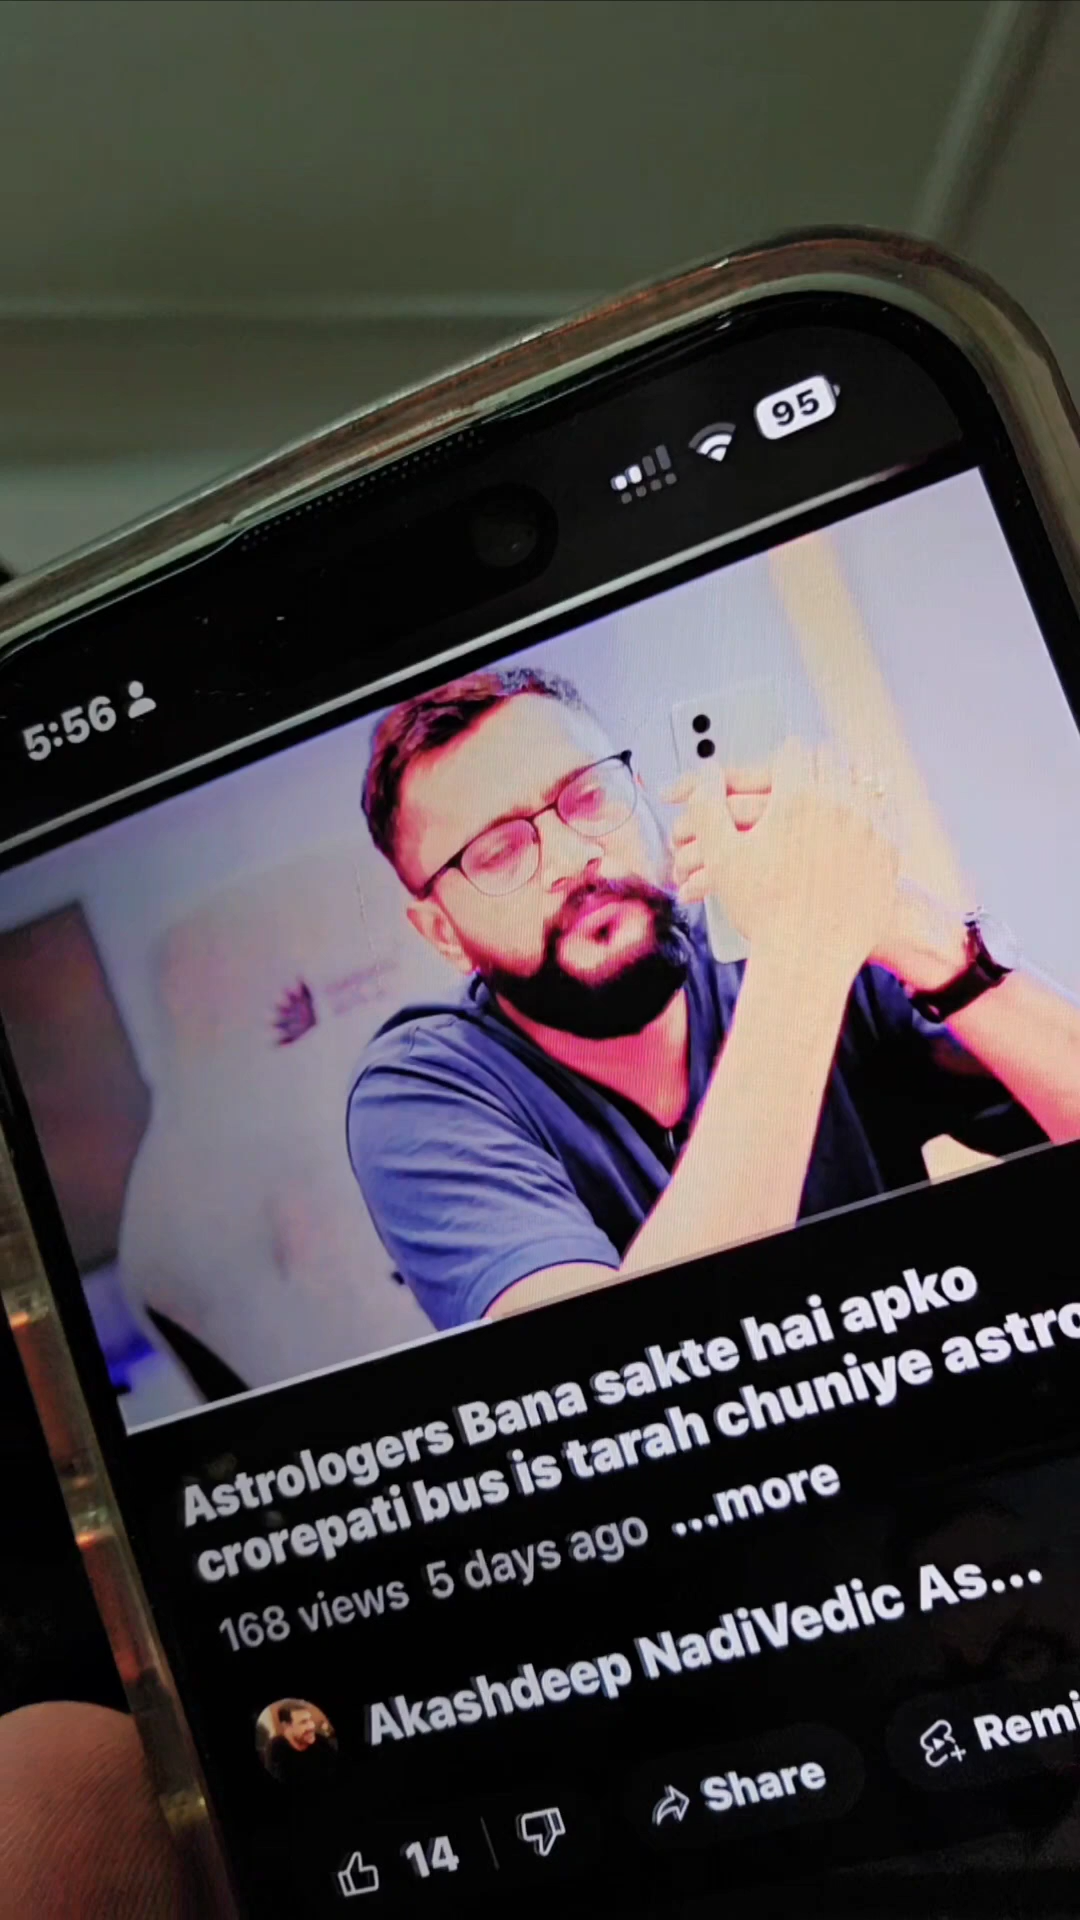 95
5:56
Astrologers Bana sakte hai apko
crorepati bus is tarah chuniye astro
168 views 5 days ago ...more
Akashdeep NadiVedic As...
14
Share
Remi